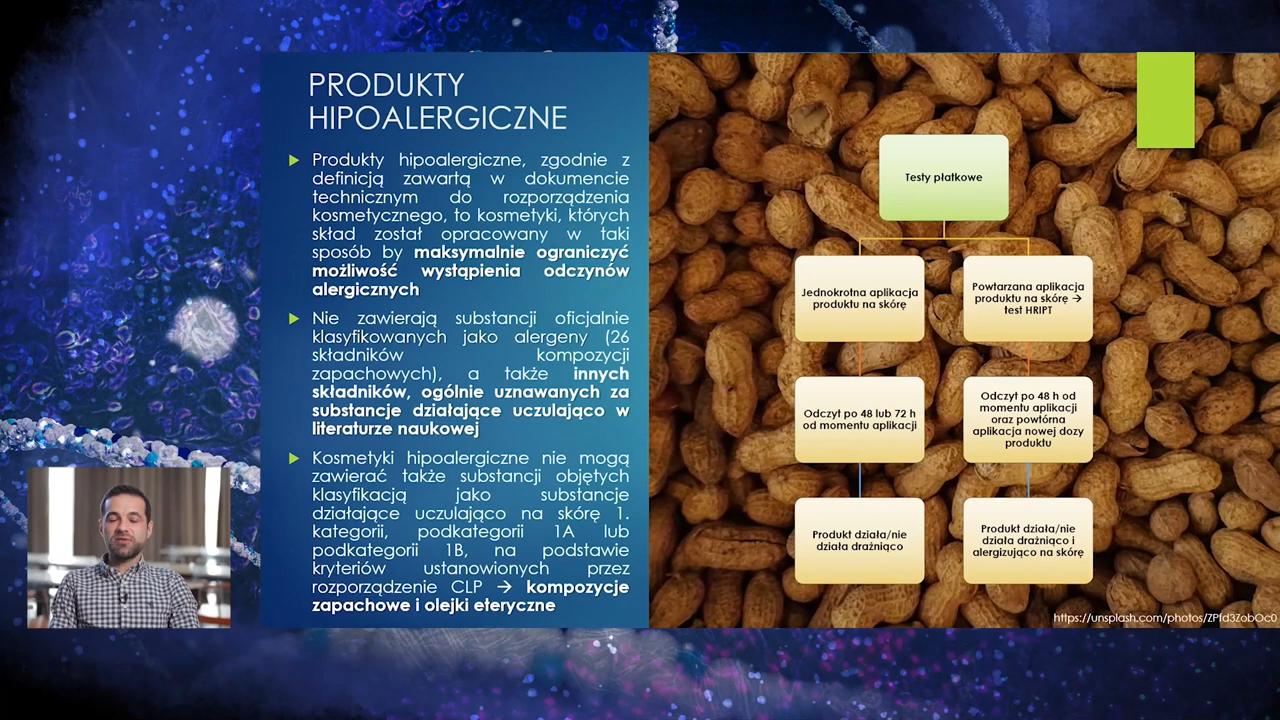 PRODUKTY
HIPOALERGICZNE
Produkty hipoalergiczne, zgodnie z
definicją zawartą w dokumencie
technicznym do rozporządzenia
kosmetycznego, to kosmetyki, których
skład został opracowany w taki
sposób by maksymalnie ograniczyć
możliwość wystąpienia odczynów
alergicznych
Nie zawierają substancji oficjalnie
klasyfikowanych jako alergeny (26
składników kompozycji
zapachowych), a także innych
składników, ogólnie uznawanych za
substancje działające uczulająco w
literaturze naukowej
Kosmetyki hipoalergiczne nie mogą
zawierać także substancji objętych
klasyfikacją jako substancje
działające uczulająco na skórę 1.
kategorii, podkategorii 1A lub
podkategorii 1B, na podstawie
kryteriów ustanowionych przez
rozporządzenie CLP → kompozycje
zapachowe i olejki eteryczne
Testy płatkowe
Jednokrotna aplikacja
produktu na skórę
Powtarzana aplikacja
produktu na skórę →
test HRIPT
Odczyt po 48 lub 72 h
od momentu aplikacji
Odczyt po 48 h od
momentu aplikacji
oraz powtórna
aplikacja nowej dozy
produktu
Produkt działa/nie
działa drażniąco
Produkt działa/nie
działa drażniąco i
alergizująco na skórę
https://unsplash.com/photos/ZPfd3ZobOc0